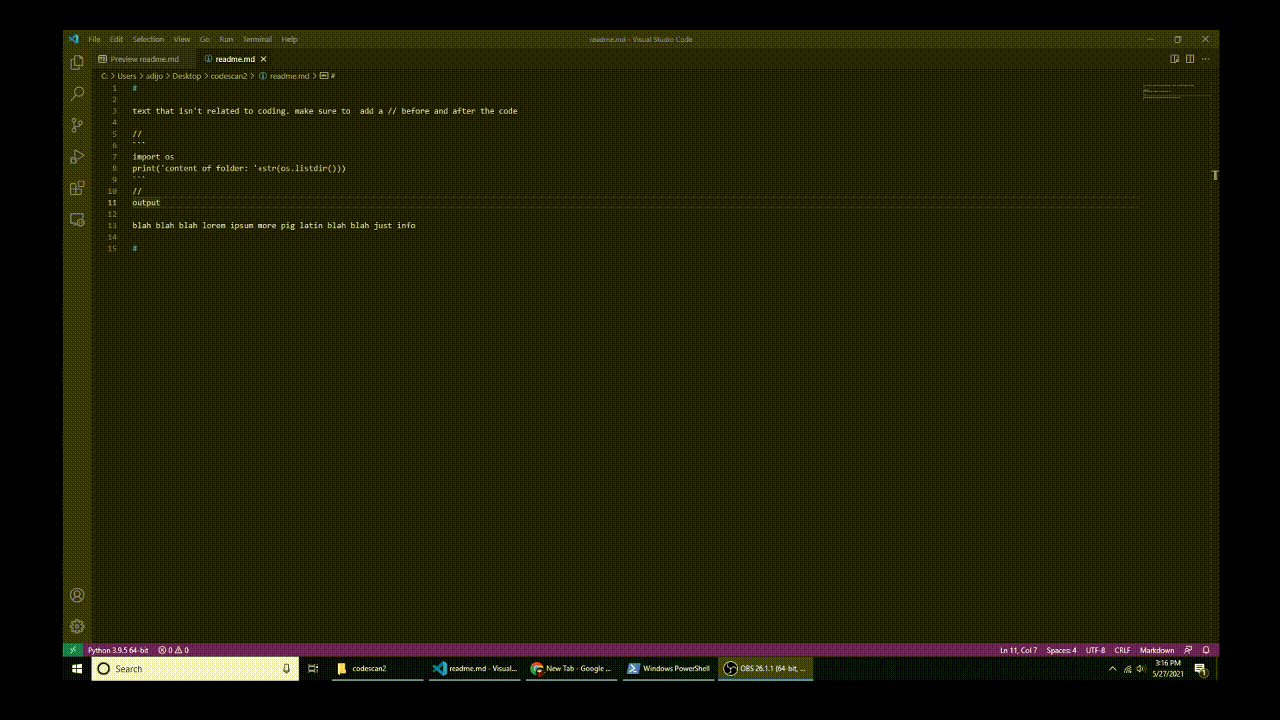 File Edit Selection View Go Run Terminal Help readme.md - Visual Studio Code
Preview readme.md readme.md
C: > Users > adijo > Desktop > codescan2 > readme.md > #
1 #
2
3 text that isn't related to coding. make sure to  add a // before and after the code
4
5 //
6 ```
7 import os
8 print('content of folder: '+str(os.listdir()))
9 ```
10 //
11 output
12
13 blah blah blah lorem ipsum more pig latin blah blah just info
14
15 #
Python 3.9.5 64-bit 0 0 Ln 11, Col 7 Spaces: 4 UTF-8 CRLF Markdown
Search codescan2 readme.md - Visual... New Tab - Google ... Windows PowerShell OBS 26.1.1 (64-bit, ... 3:16 PM
5/27/2021 1